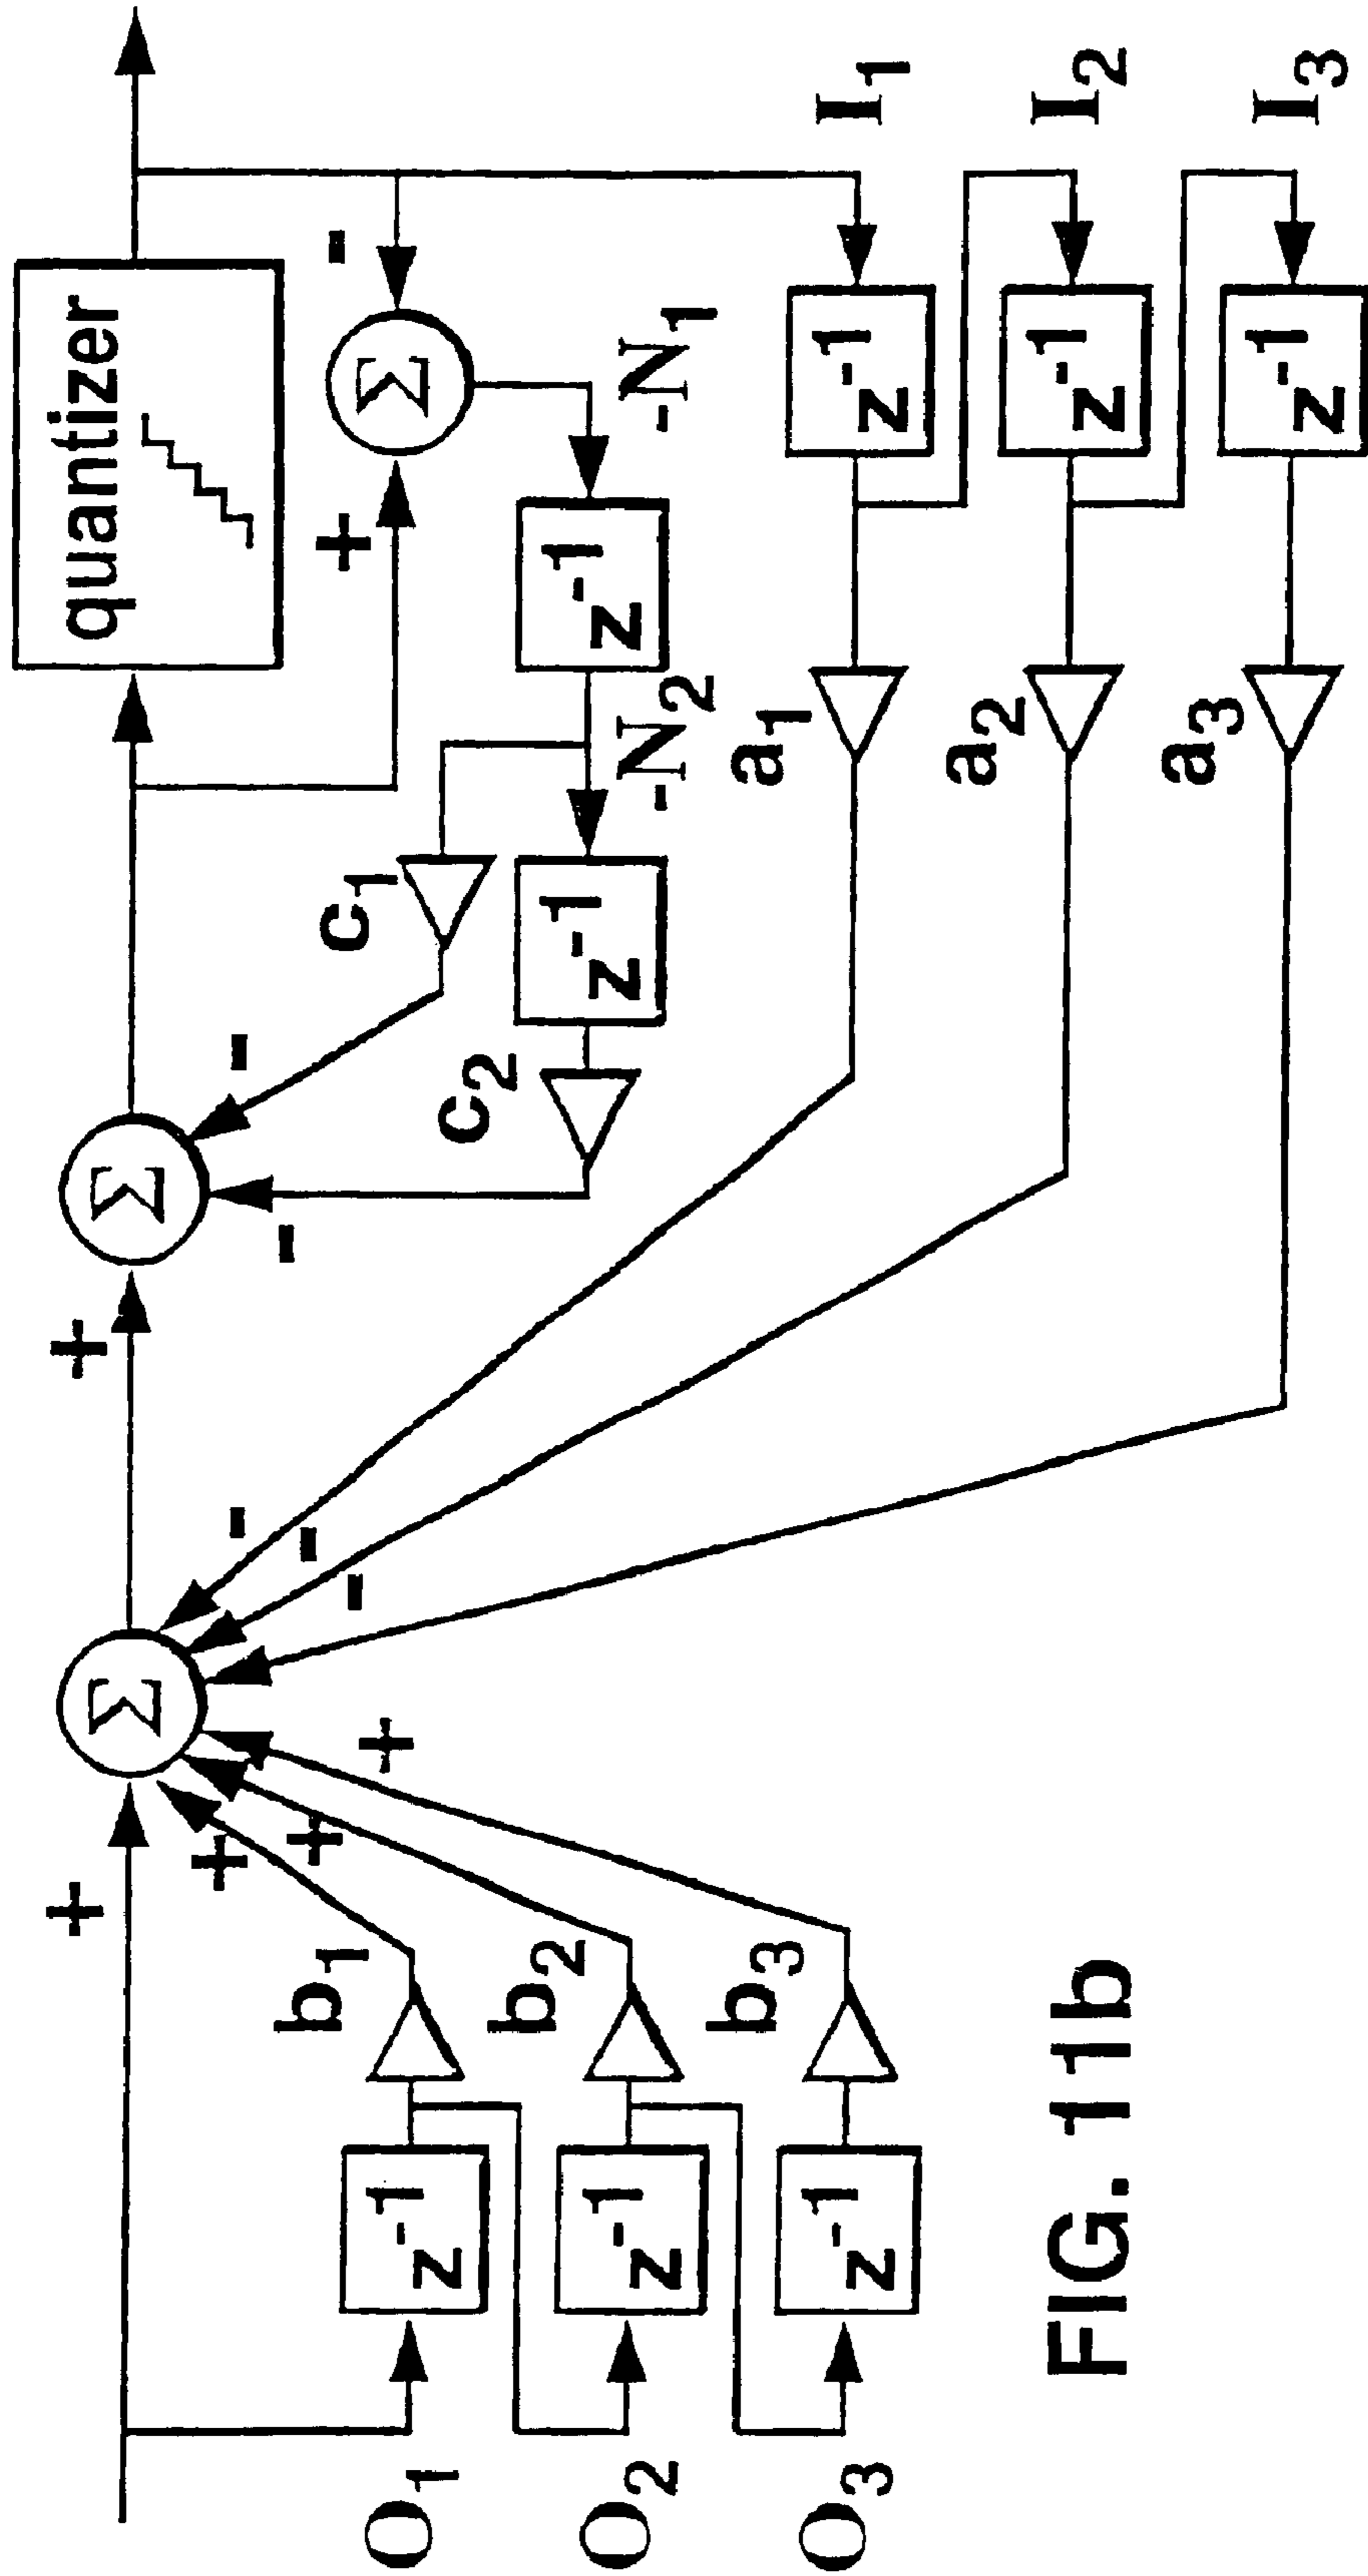 quantizer
+
Σ
+
Σ
+
Σ
-
-
-
-
-
-
+
+
+
+
c₁
c₂
z⁻¹
z⁻¹
-N₁
-N₂
O₁
z⁻¹
b₁
a₁
z⁻¹
I₁
O₂
z⁻¹
b₂
a₂
z⁻¹
I₂
O₃
z⁻¹
b₃
a₃
z⁻¹
I₃
FIG. 11b